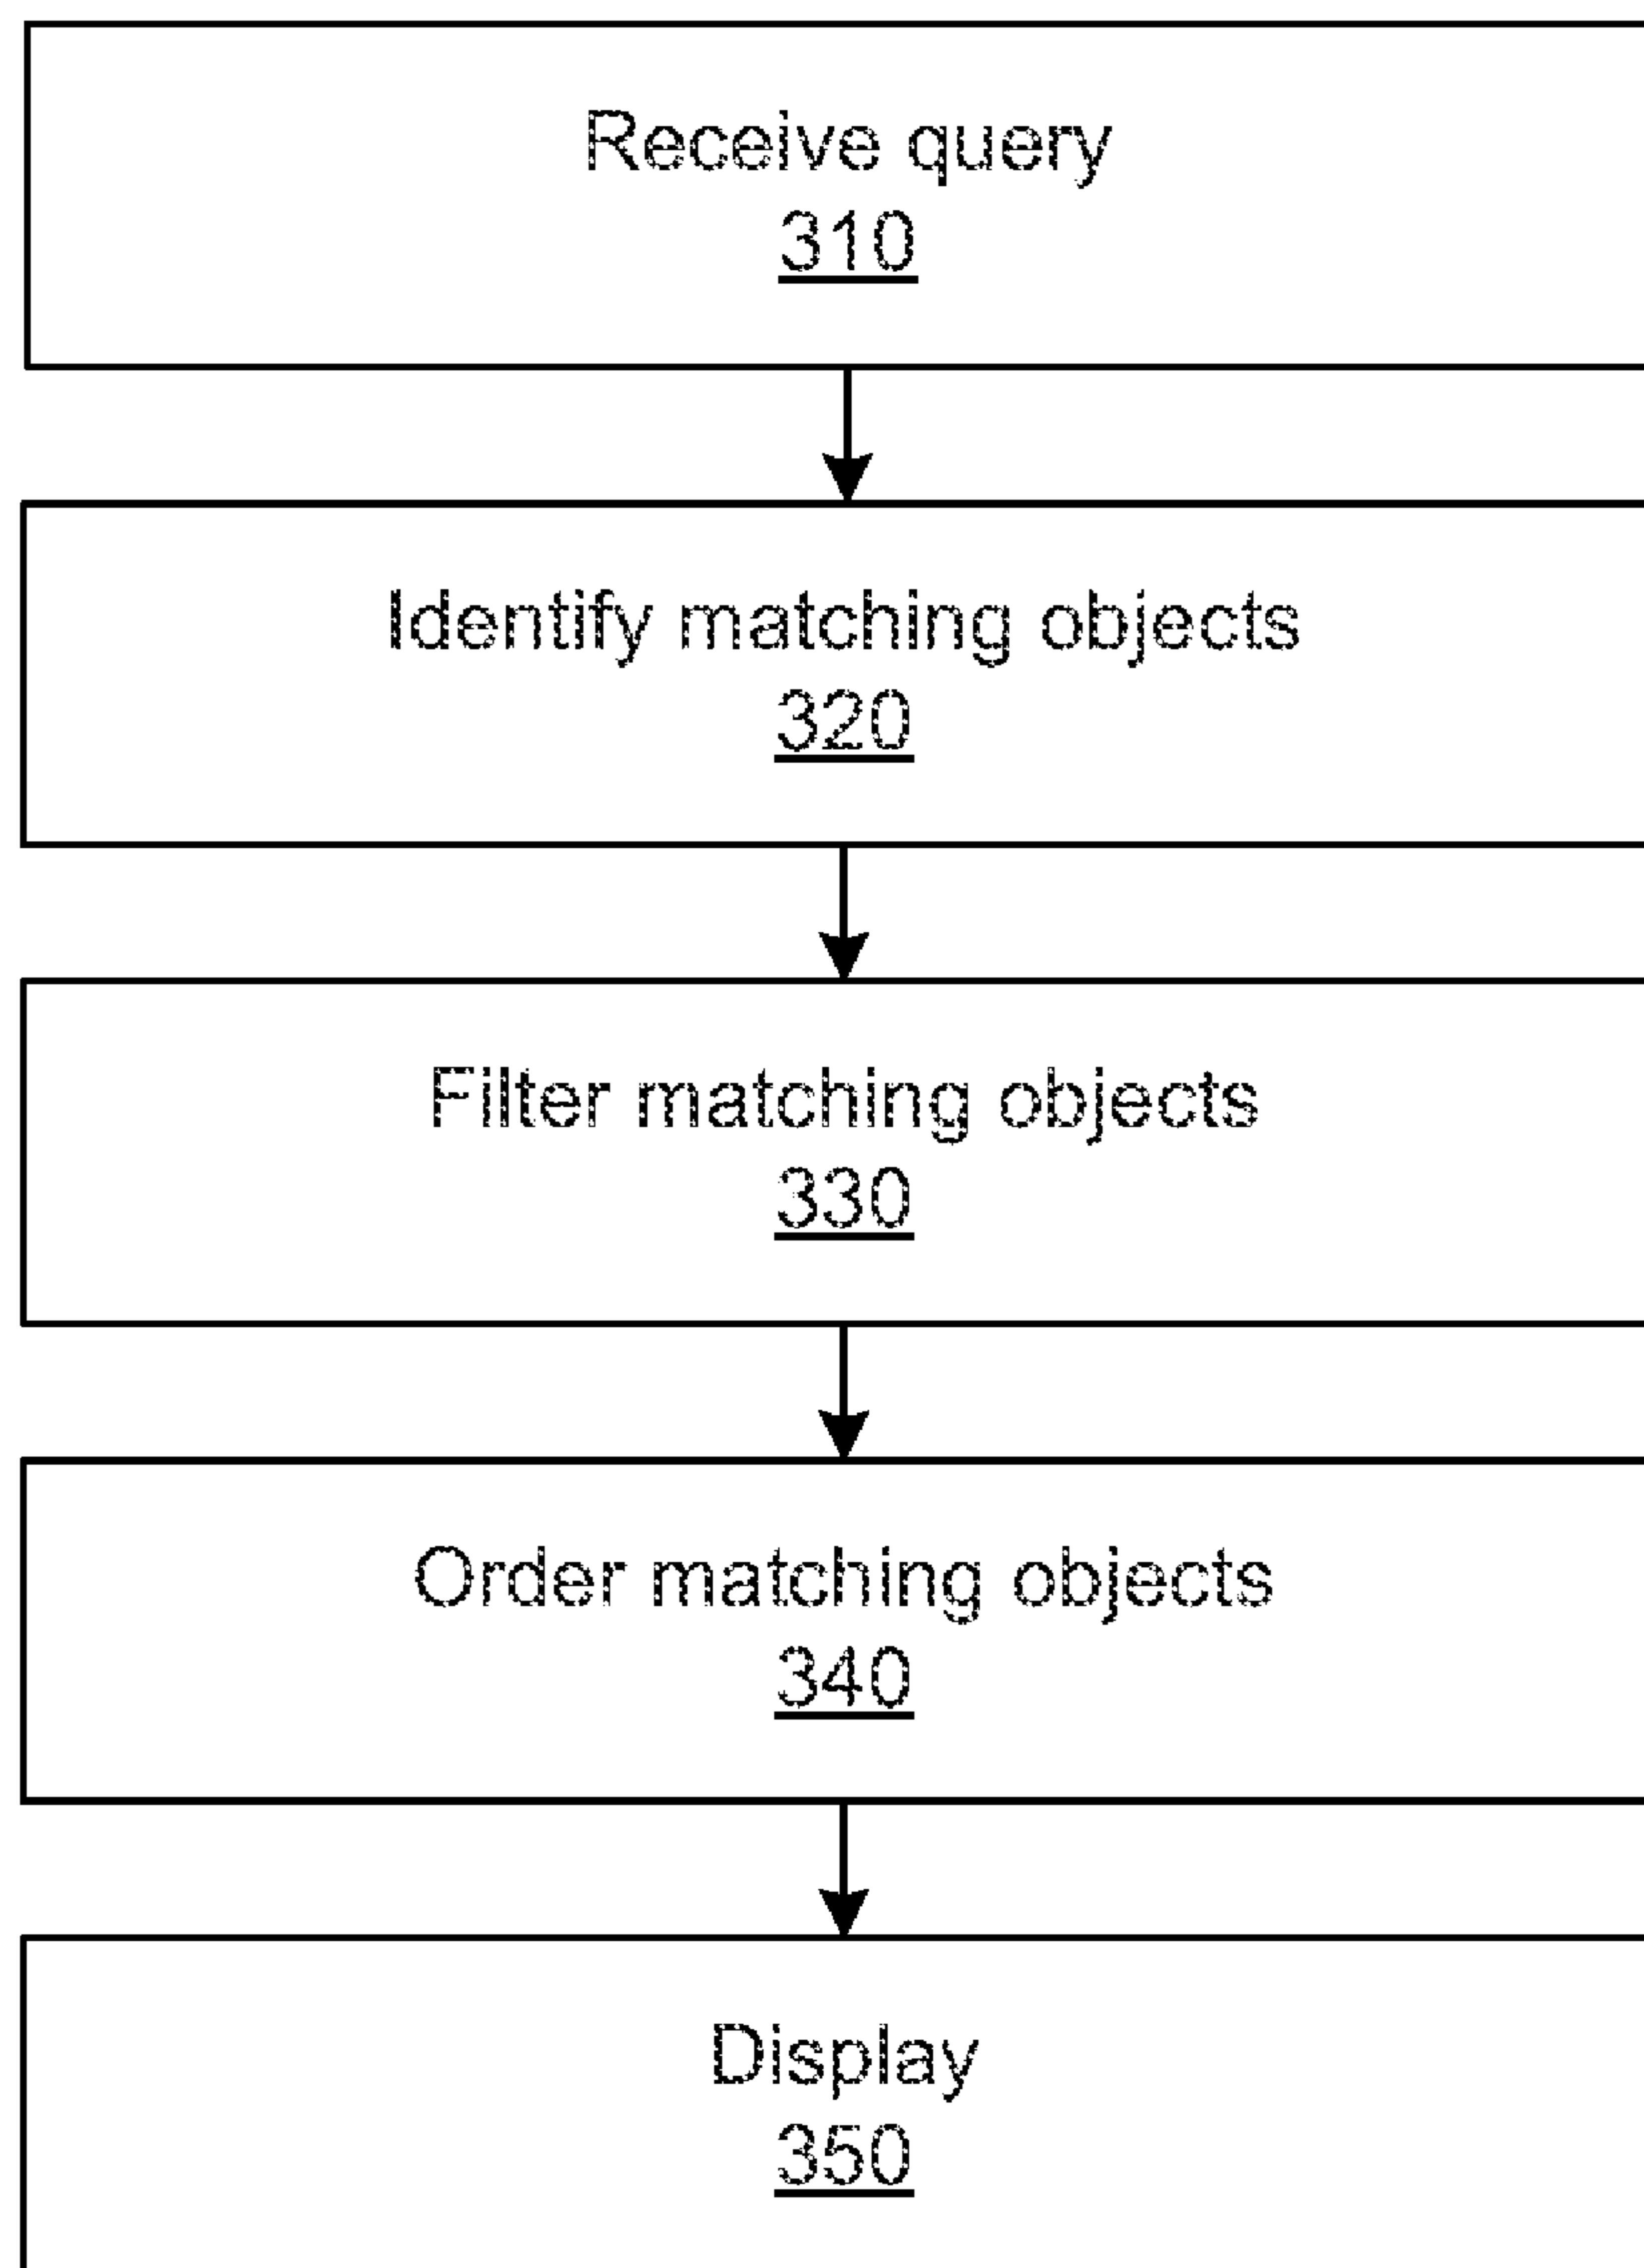 Receive query
310
Identify matching objects
320
Filter matching objects
330
Order matching objects
340
Display
350